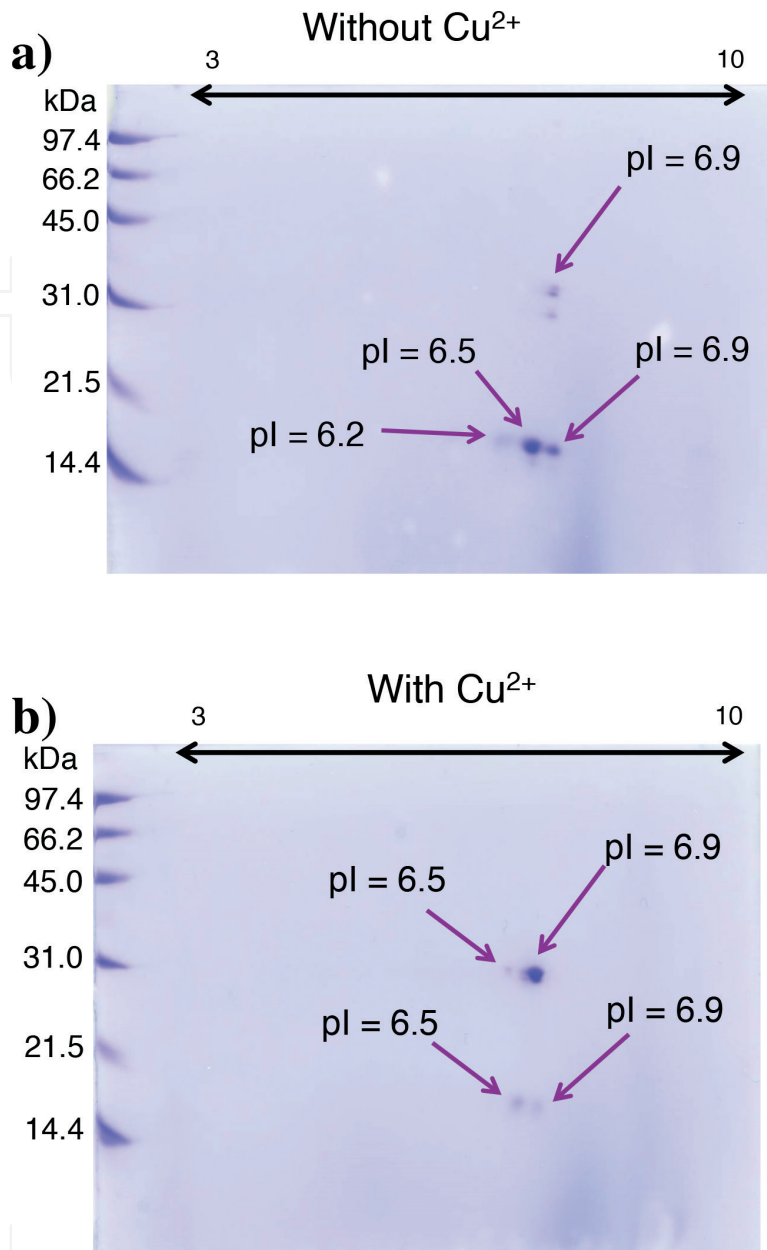 a)
Without Cu²⁺
3 10
kDa
97.4
66.2
45.0
31.0
21.5
14.4
pI = 6.9
pI = 6.5
pI = 6.9
pI = 6.2
b)
With Cu²⁺
3 10
kDa
97.4
66.2
45.0
31.0
21.5
14.4
pI = 6.9
pI = 6.5
pI = 6.5
pI = 6.9